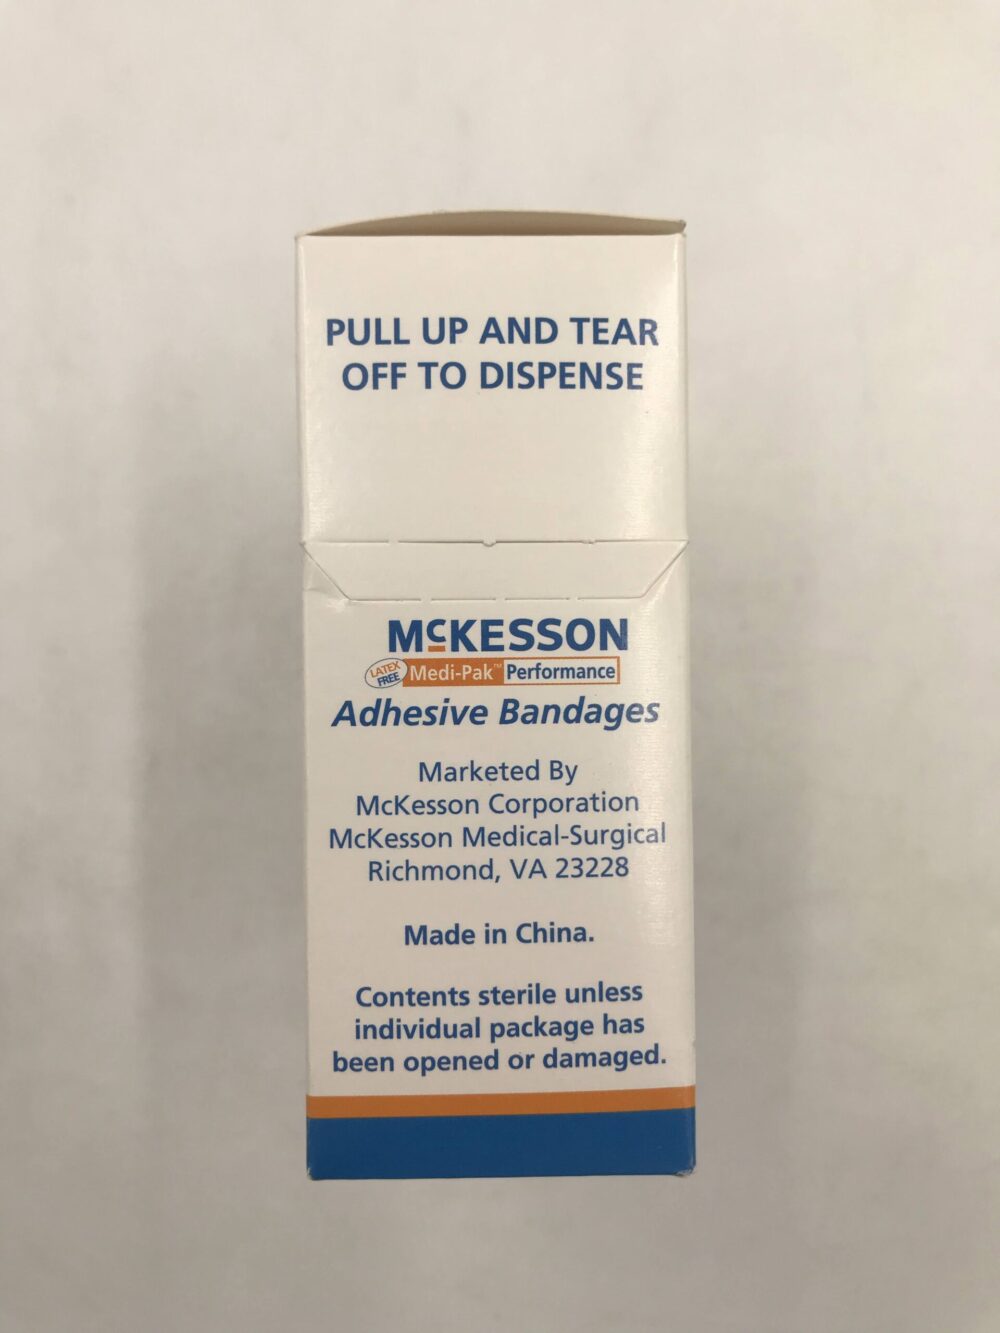 PULL UP AND TEAR
OFF TO DISPENSE
McKESSON
LATEX
FREE
Medi-Pak™ Performance
Adhesive Bandages
Marketed By
McKesson Corporation
McKesson Medical-Surgical
Richmond, VA 23228
Made in China.
Contents sterile unless
individual package has
been opened or damaged.